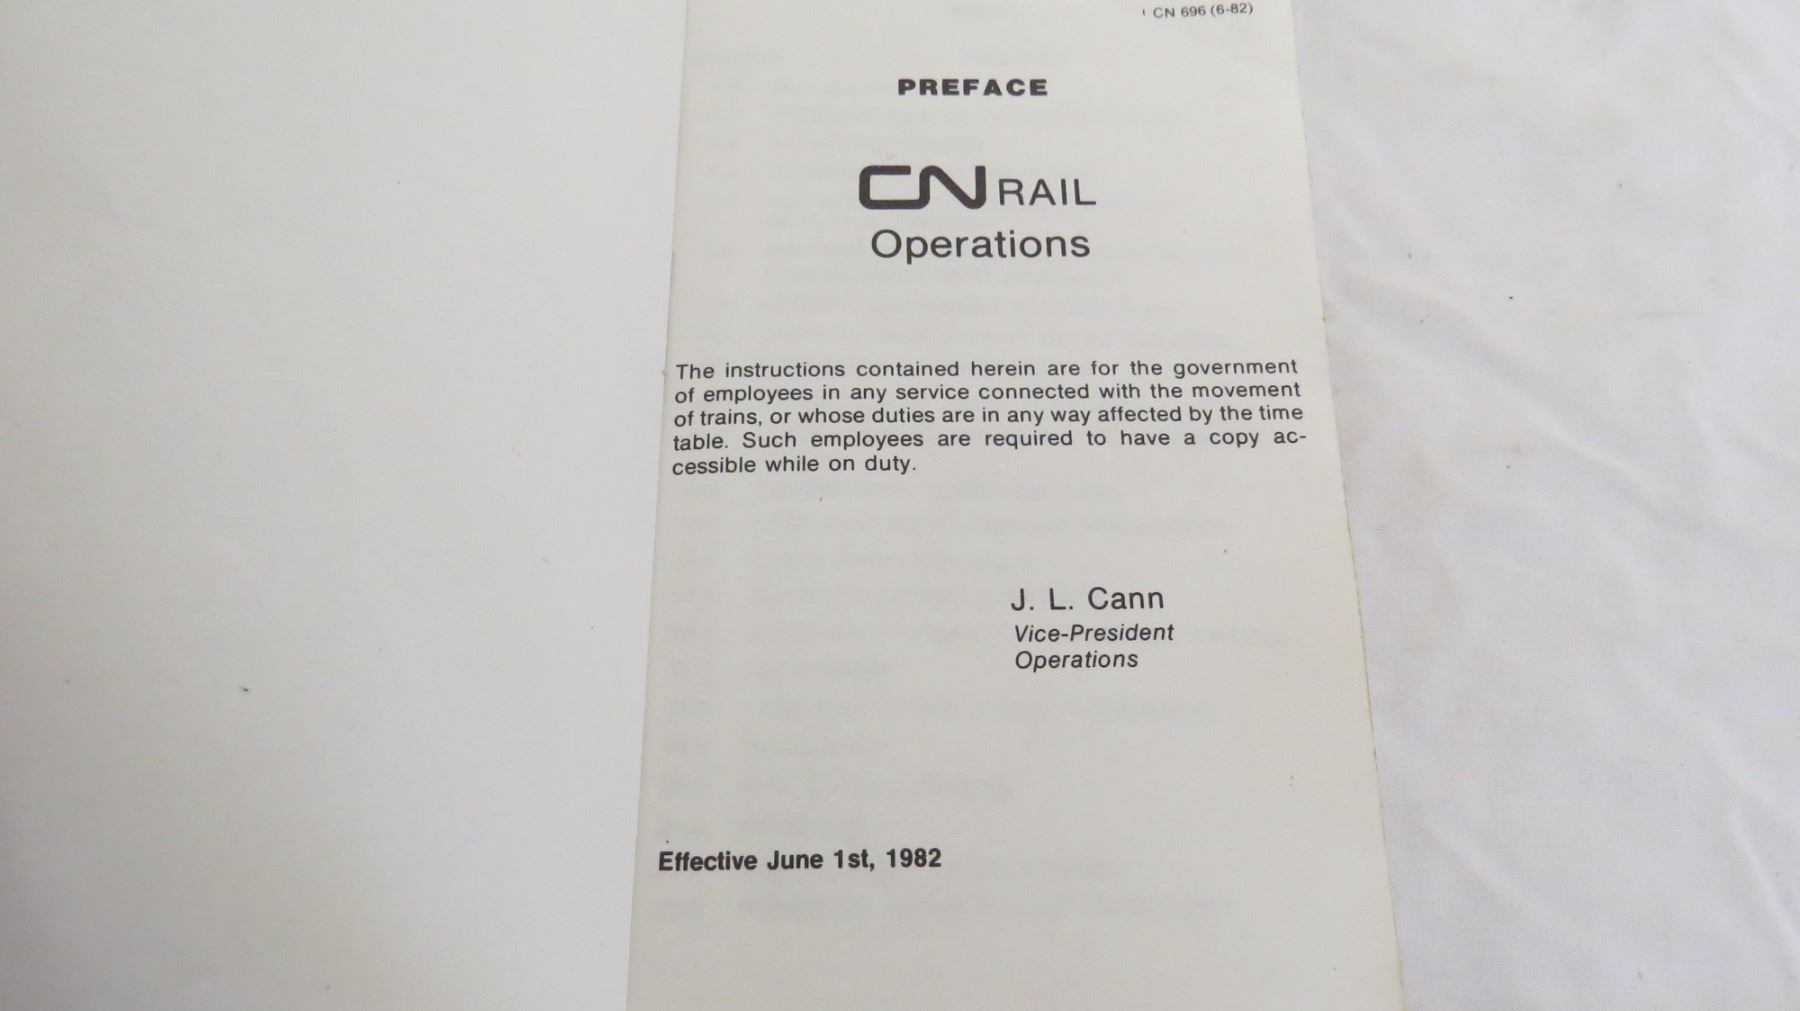 CN 696 (6-82)
PREFACE
CN RAIL
Operations
The instructions contained herein are for the government
of employees in any service connected with the movement
of trains, or whose duties are in any way affected by the time
table. Such employees are required to have a copy ac-
cessible while on duty.
J. L. Cann
Vice-President
Operations
Effective June 1st, 1982